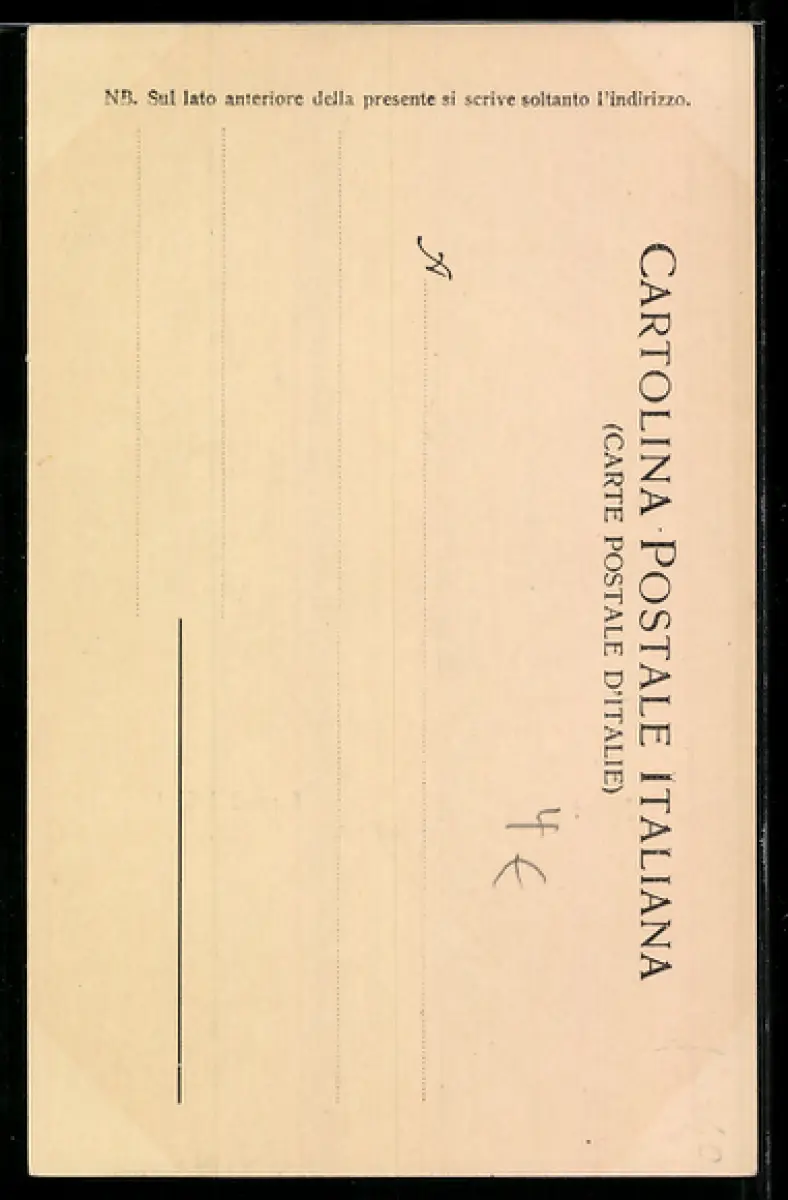 NB. Sul lato anteriore della presente si scrive soltanto l'indirizzo.
CARTOLINA POSTALE ITALIANA
(CARTE POSTALE D'ITALIE)
A
4 €